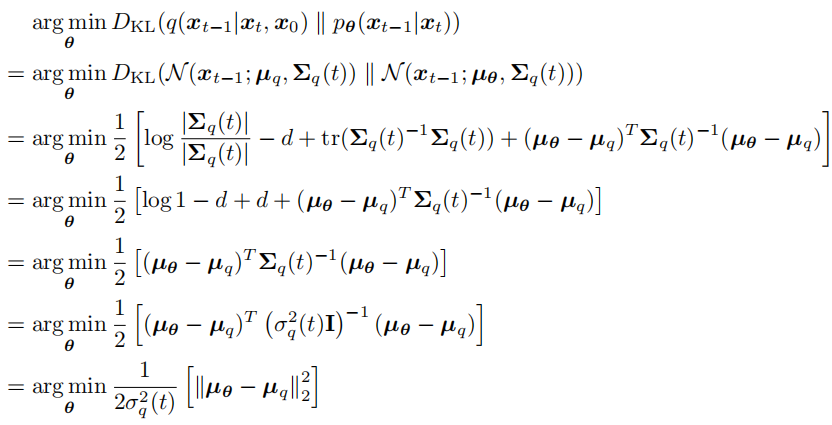 arg min_θ D_KL(q(x_{t−1}|x_t, x_0) ∥ p_θ(x_{t−1}|x_t))
= arg min_θ D_KL(𝒩(x_{t−1}; μ_q, Σ_q(t)) ∥ 𝒩(x_{t−1}; μ_θ, Σ_q(t)))
= arg min_θ 1/2 [log |Σ_q(t)|/|Σ_q(t)| − d + tr(Σ_q(t)^{−1}Σ_q(t)) + (μ_θ − μ_q)^T Σ_q(t)^{−1}(μ_θ − μ_q)]
= arg min_θ 1/2 [log 1 − d + d + (μ_θ − μ_q)^T Σ_q(t)^{−1}(μ_θ − μ_q)]
= arg min_θ 1/2 [(μ_θ − μ_q)^T Σ_q(t)^{−1}(μ_θ − μ_q)]
= arg min_θ 1/2 [(μ_θ − μ_q)^T (σ_q^2(t)I)^{−1} (μ_θ − μ_q)]
= arg min_θ 1/(2σ_q^2(t)) [∥μ_θ − μ_q∥_2^2]